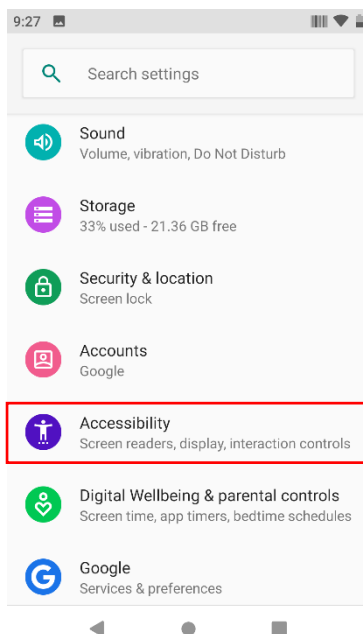 9:27
Search settings
Sound
Volume, vibration, Do Not Disturb
Storage
33% used - 21.36 GB free
Security & location
Screen lock
Accounts
Google
Accessibility
Screen readers, display, interaction controls
Digital Wellbeing & parental controls
Screen time, app timers, bedtime schedules
Google
Services & preferences